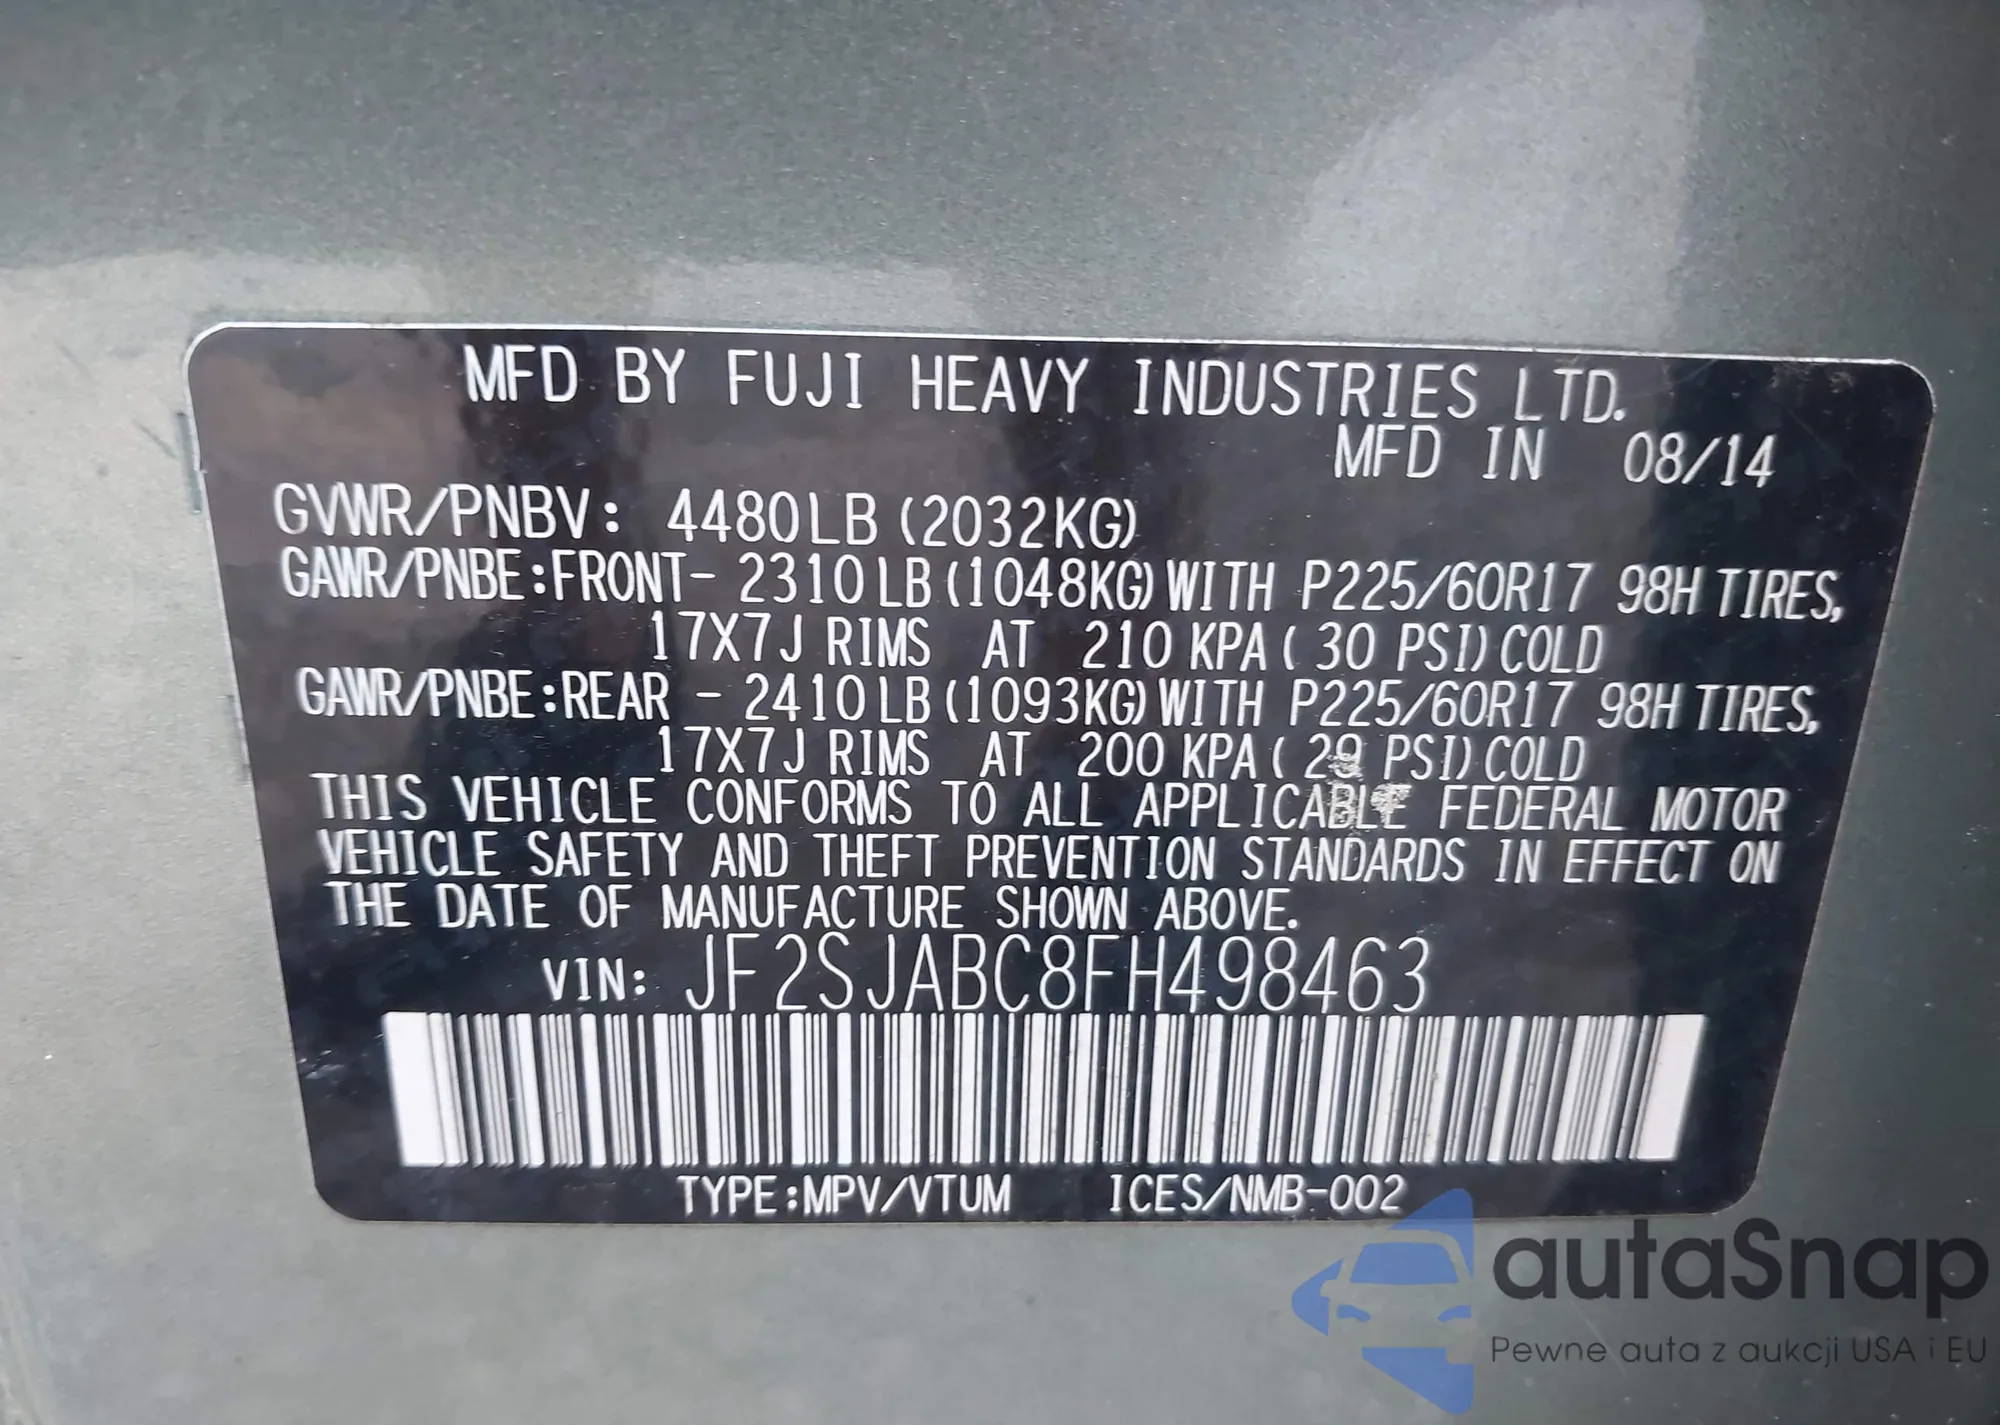 MFD BY FUJI HEAVY INDUSTRIES LTD.
MFD IN 08/14
GVWR/PNBV: 4480LB (2032KG)
GAWR/PNBE:FRONT- 2310LB (1048KG) WITH P225/60R17 98H TIRES,
17X7J RIMS AT 210 KPA ( 30 PSI) COLD
GAWR/PNBE:REAR - 2410LB (1093KG) WITH P225/60R17 98H TIRES,
17X7J RIMS AT 200 KPA ( 29 PSI) COLD
THIS VEHICLE CONFORMS TO ALL APPLICABLE FEDERAL MOTOR
VEHICLE SAFETY AND THEFT PREVENTION STANDARDS IN EFFECT ON
THE DATE OF MANUFACTURE SHOWN ABOVE.
VIN: JF2SJABC8FH498463
TYPE:MPV/VTUM ICES/NMB-002
autaSnap
Pewne auta z aukcji USA i EU